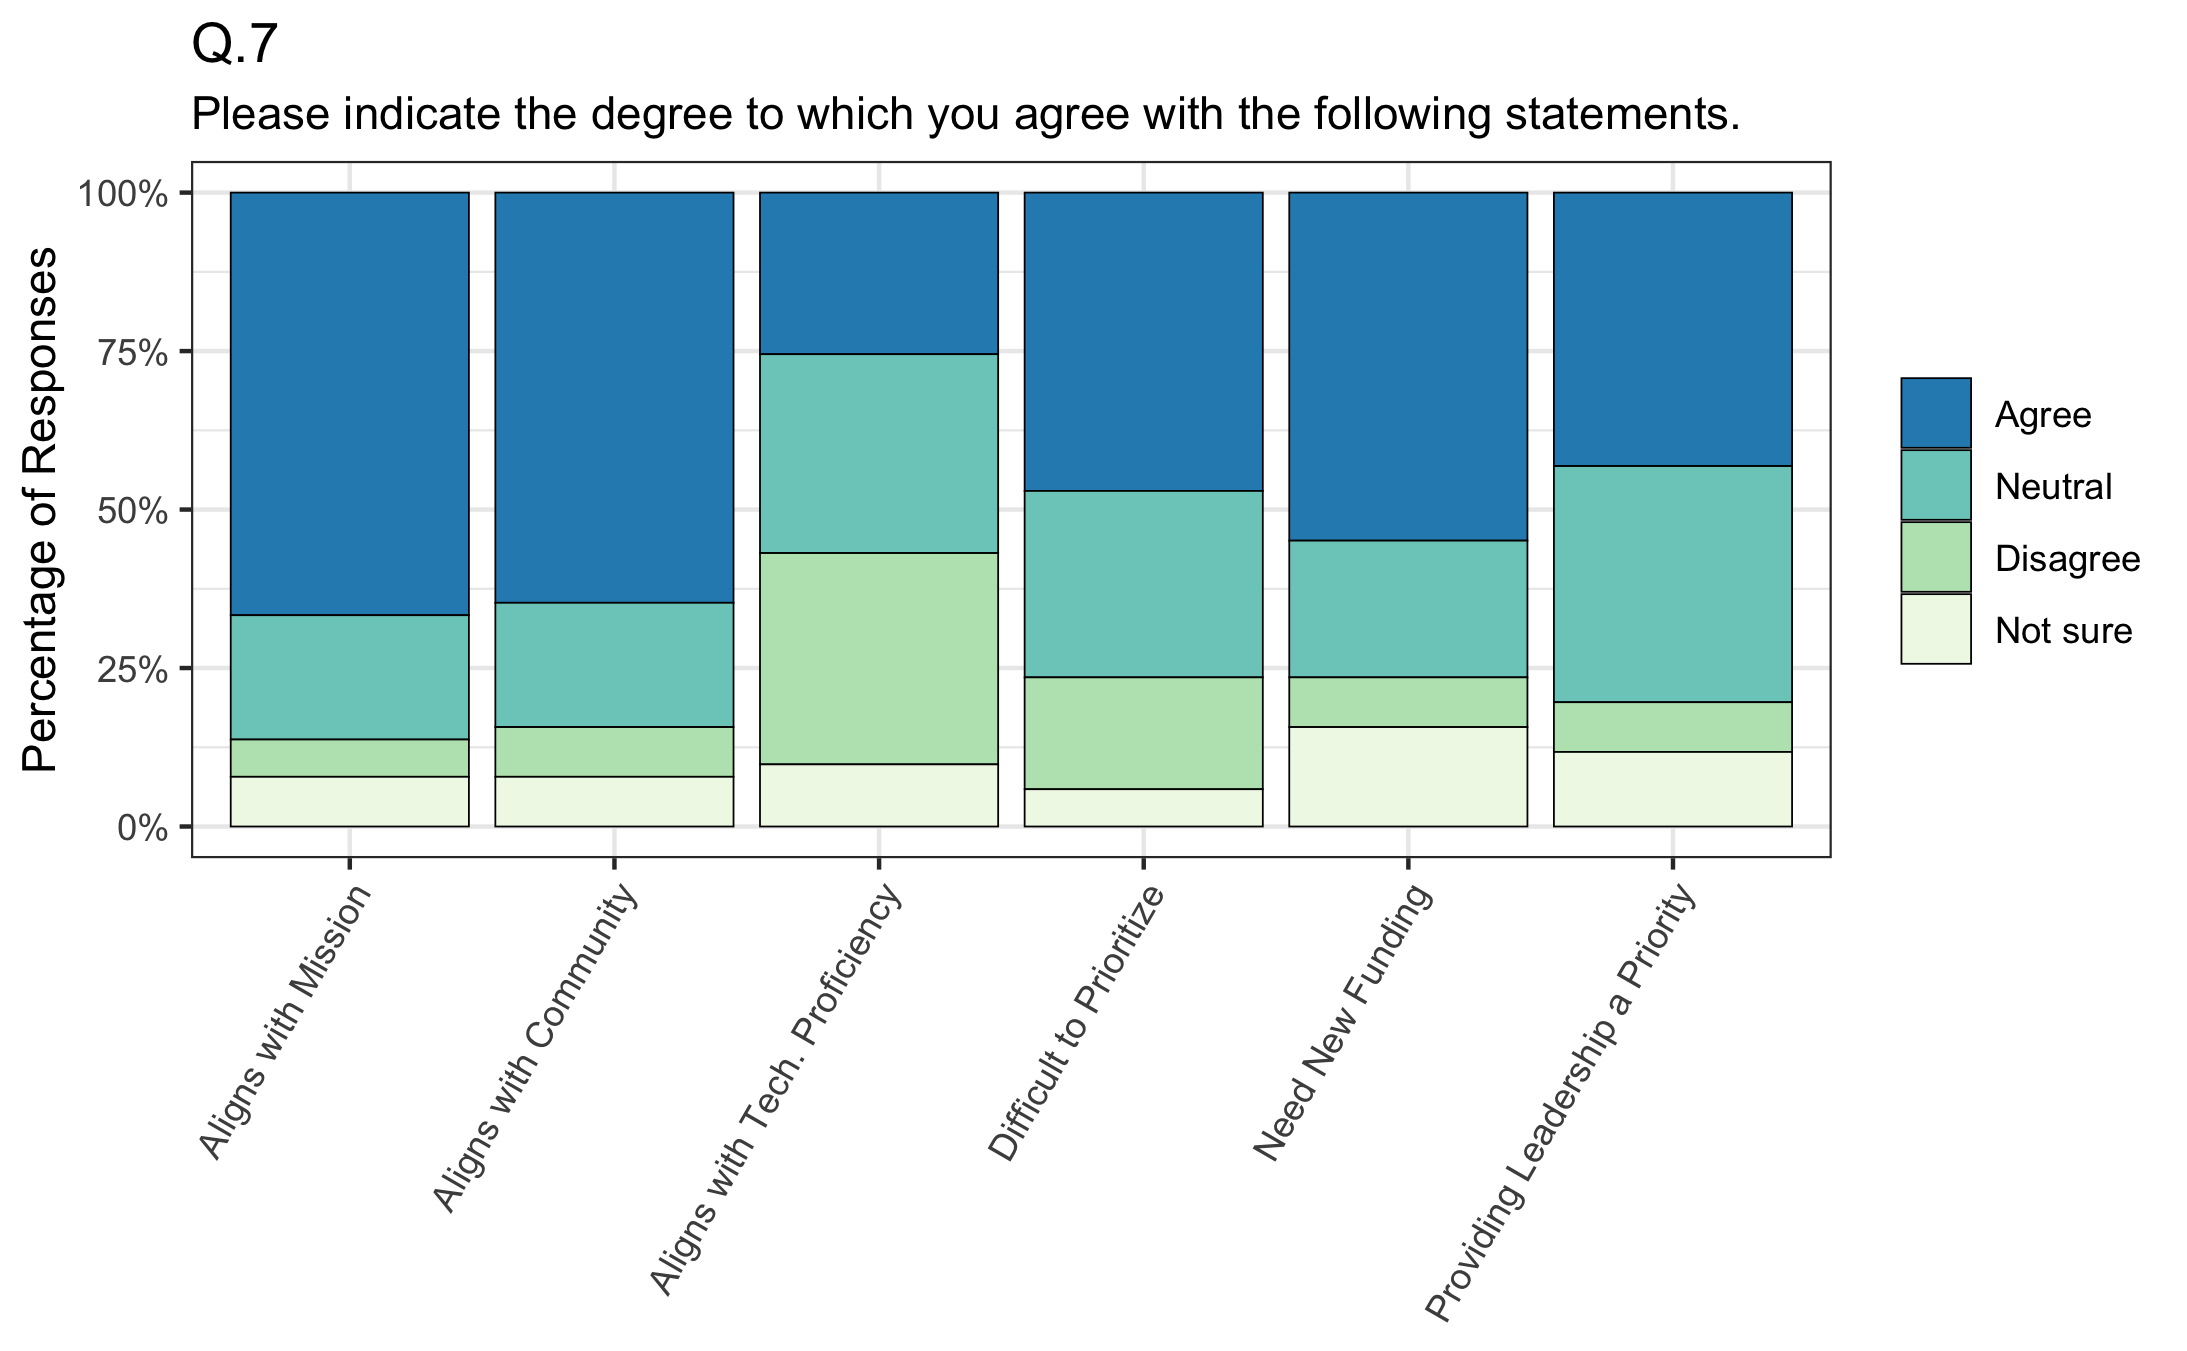 Q.7
Please indicate the degree to which you agree with the following statements.
Percentage of Responses
100%
75%
50%
25%
0%
Aligns with Mission
Aligns with Community
Aligns with Tech. Proficiency
Difficult to Prioritize
Need New Funding
Providing Leadership a Priority
Agree
Neutral
Disagree
Not sure